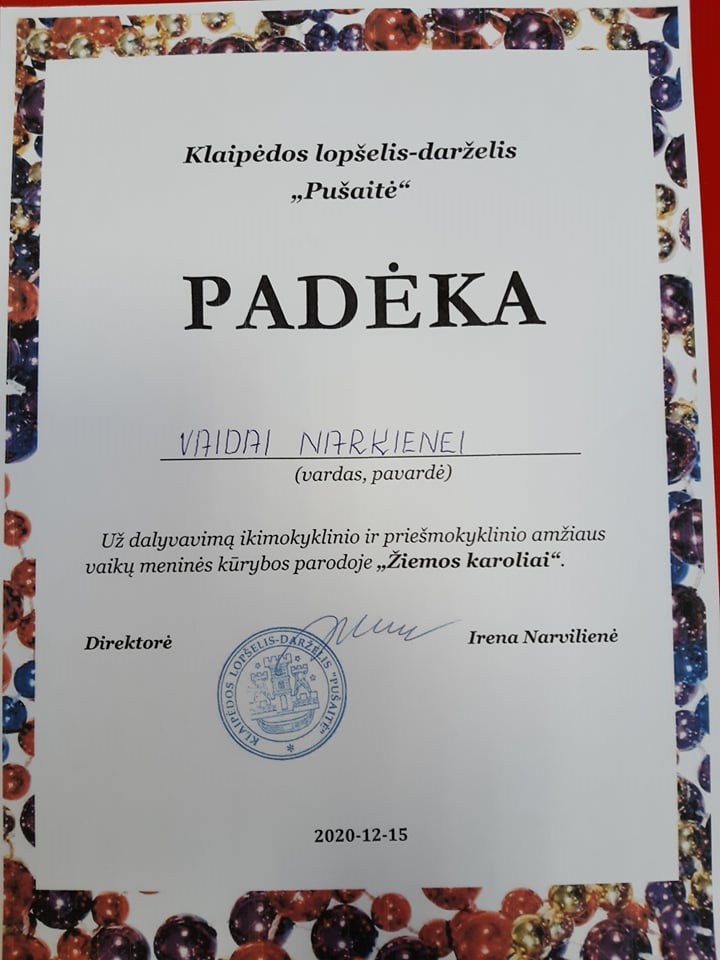 Klaipėdos lopšelis-darželis
„Pušaitė“
PADĖKA
VAIDAI NARKIENEI
(vardas, pavardė)
Už dalyvavimą ikimokyklinio ir priešmokyklinio amžiaus
vaikų meninės kūrybos parodoje „Žiemos karoliai“.
Direktorė
Irena Narvilienė
KLAIPĖDOS LOPŠELIS-DARŽELIS "PUŠAITĖ"
2020-12-15